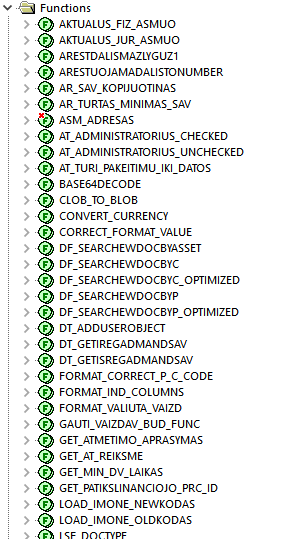 Functions
AKTUALUS_FIZ_ASMUO
AKTUALUS_JUR_ASMUO
ARESTDALISMAZLYGUZ1
ARESTUOJAMADALISTONUMBER
AR_SAV_KOPIJUOTINAS
AR_TURTAS_MINIMAS_SAV
ASM_ADRESAS
AT_ADMINISTRATORIUS_CHECKED
AT_ADMINISTRATORIUS_UNCHECKED
AT_TURI_PAKEITIMU_IKI_DATOS
BASE64DECODE
CLOB_TO_BLOB
CONVERT_CURRENCY
CORRECT_FORMAT_VALUE
DF_SEARCHEWDOCBYASSET
DF_SEARCHEWDOCBYC
DF_SEARCHEWDOCBYC_OPTIMIZED
DF_SEARCHEWDOCBYP
DF_SEARCHEWDOCBYP_OPTIMIZED
DT_ADDUSEROBJECT
DT_GETIREGADMANDSAV
DT_GETISREGADMANDSAV
FORMAT_CORRECT_P_C_CODE
FORMAT_IND_COLUMNS
FORMAT_VALIUTA_VAIZD
GAUTI_VAIZDAV_BUD_FUNC
GET_ATMETIMO_APRASYMAS
GET_AT_REIKSME
GET_MIN_DV_LAIKAS
GET_PATIKSLINANCIOJO_PRC_ID
LOAD_IMONE_NEWKODAS
LOAD_IMONE_OLDKODAS
LSF_DOCTYPE